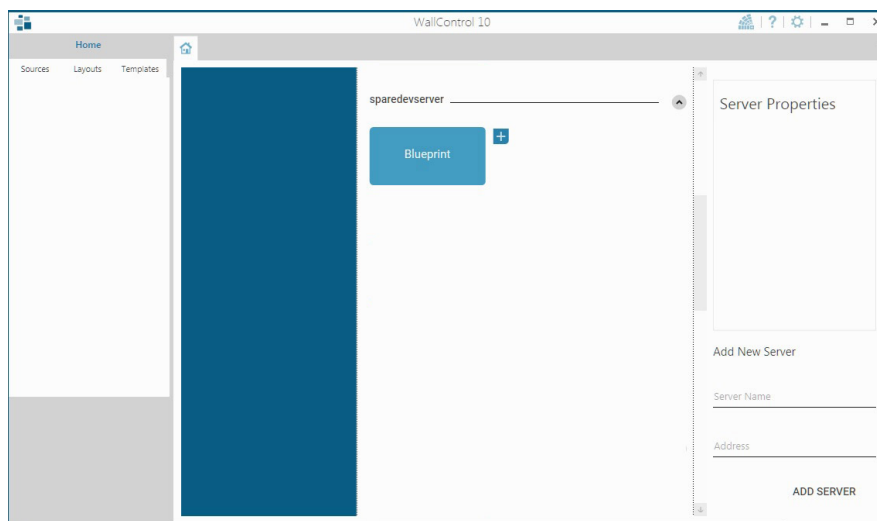 WallControl 10
?
Home
Sources Layouts Templates
sparedevserver
Blueprint
+
Server Properties
Add New Server
Server Name
Address
ADD SERVER